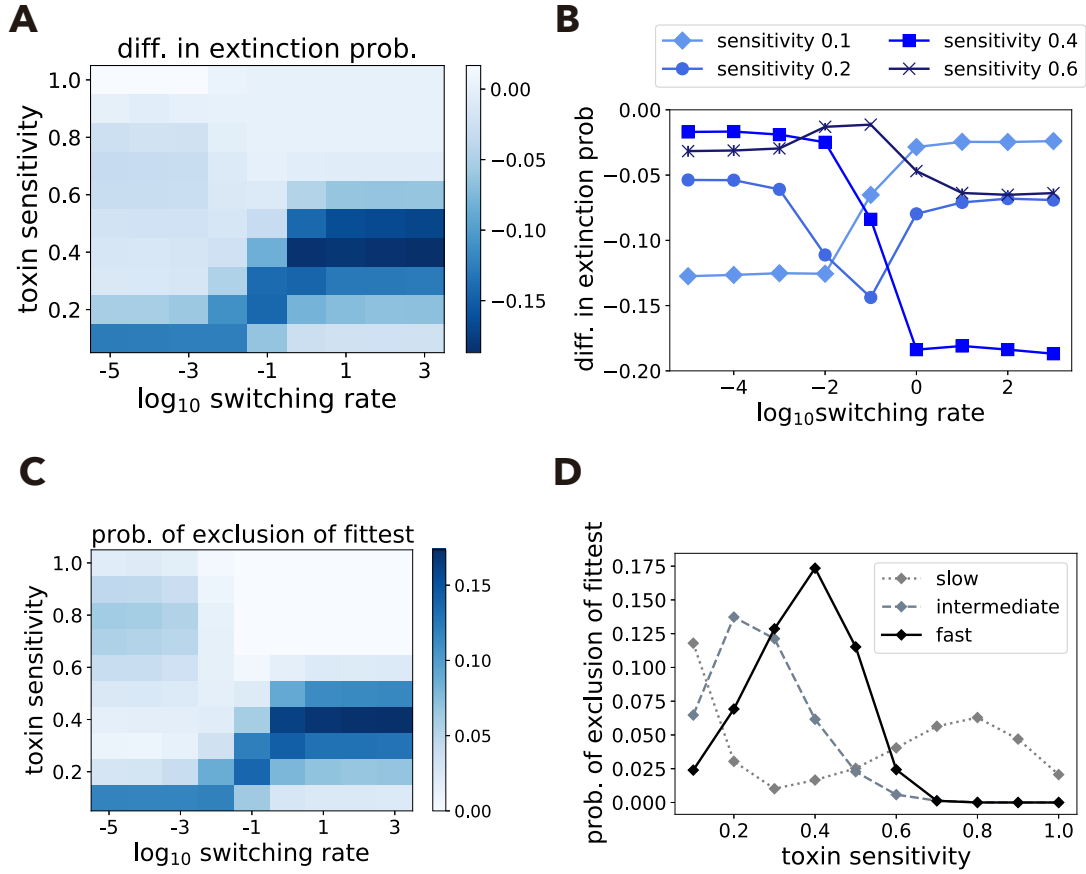 A
diff. in extinction prob.
toxin sensitivity
1.0
0.8
0.6
0.4
0.2
-5
-3
-1
1
3
log₁₀ switching rate
0.00
−0.05
−0.10
−0.15
B
sensitivity 0.1
sensitivity 0.2
sensitivity 0.4
sensitivity 0.6
diff. in extinction prob
0.00
−0.05
−0.10
−0.15
−0.20
−4
−2
0
2
log₁₀switching rate
C
prob. of exclusion of fittest
toxin sensitivity
1.0
0.8
0.6
0.4
0.2
-5
-3
-1
1
3
log₁₀ switching rate
0.15
0.10
0.05
0.00
D
prob. of exclusion of fittest
0.175
0.150
0.125
0.100
0.075
0.050
0.025
0.000
slow
intermediate
fast
0.2
0.4
0.6
0.8
1.0
toxin sensitivity